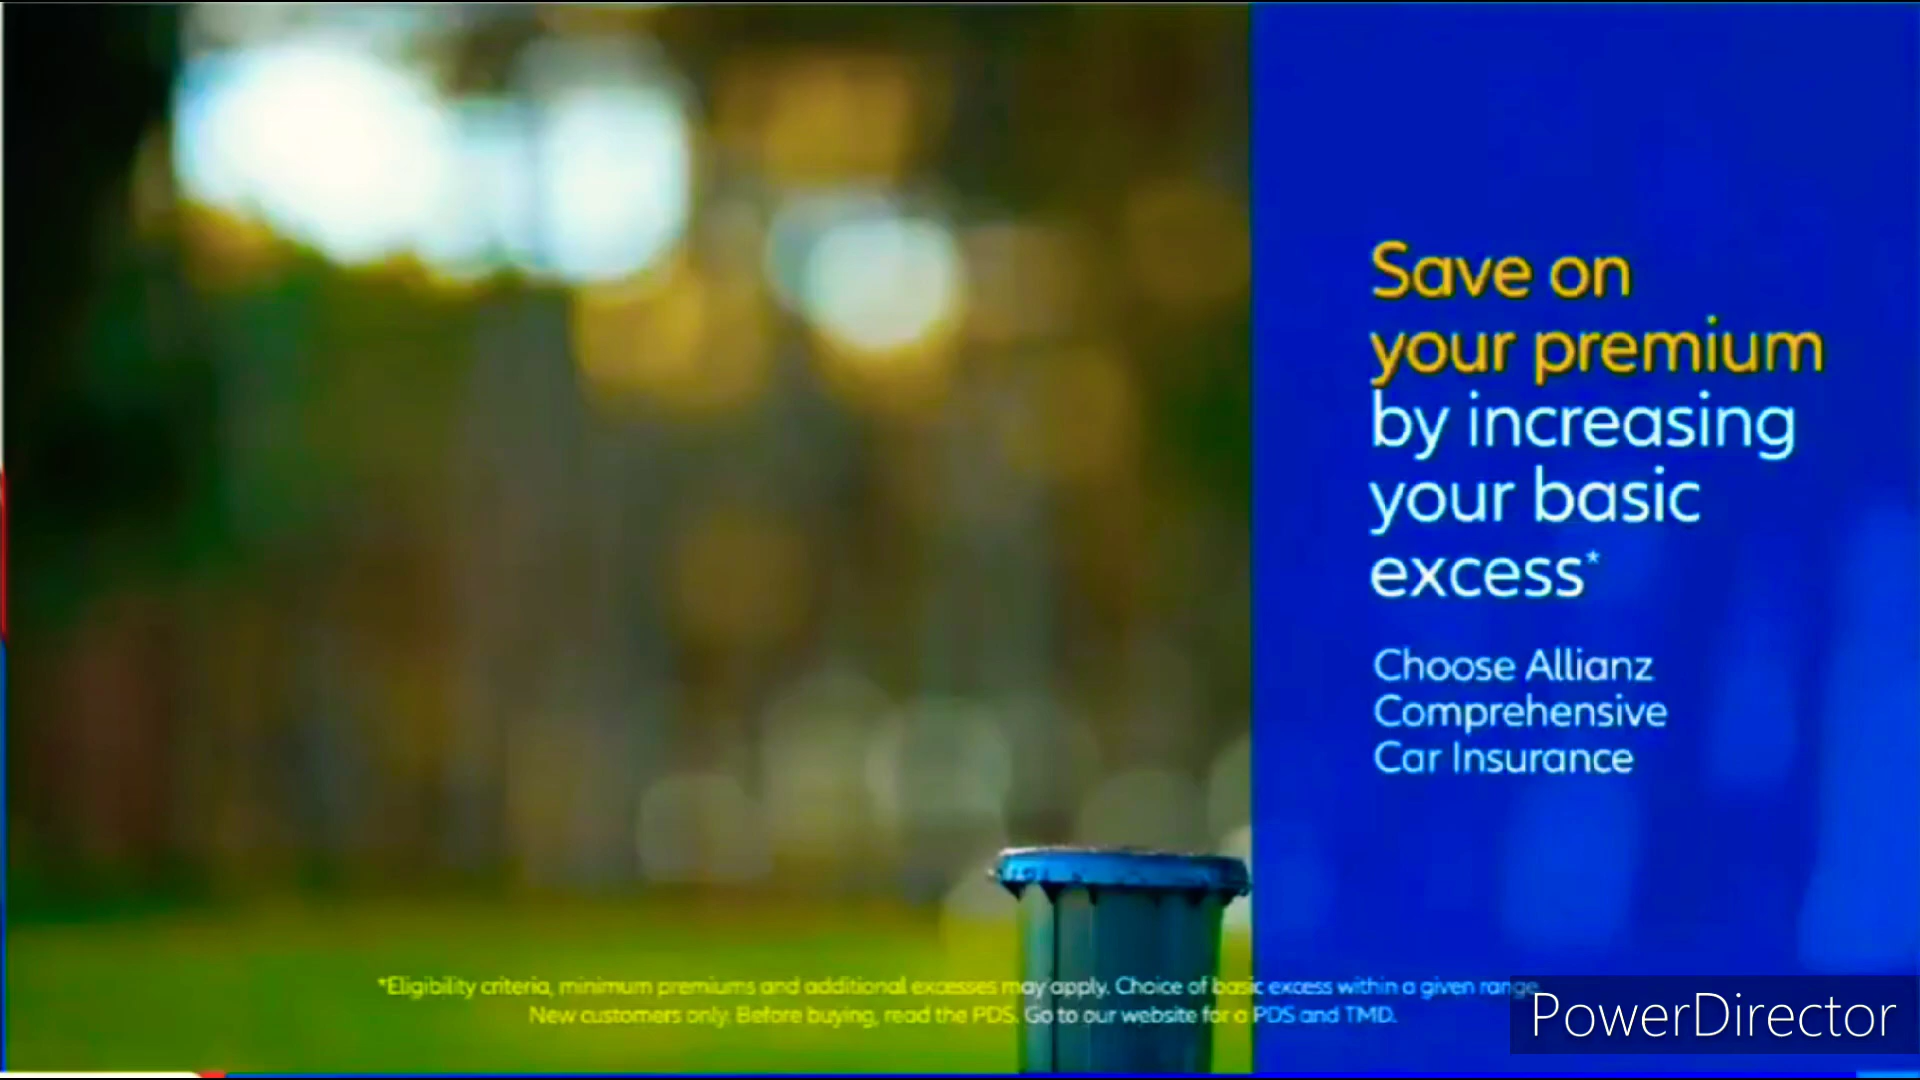 Save on
your premium
by increasing
your basic
excess*
Choose Allianz
Comprehensive
Car Insurance
*Eligibility criteria, minimum premiums and additional excesses may apply. Choice of basic excess within a given range.
New customers only. Before buying, read the PDS. Go to our website for a PDS and TMD.
PowerDirector